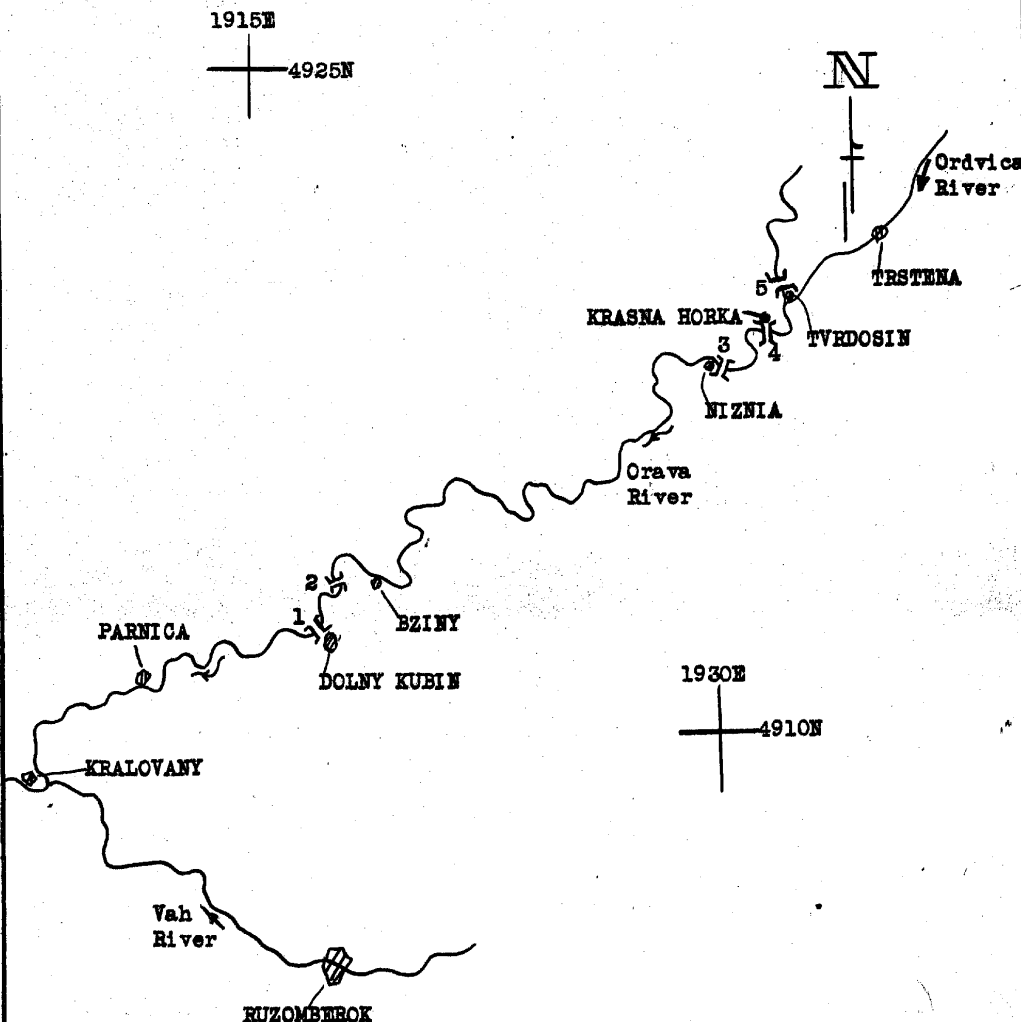 1915E
4925N
N
Ordvica
River
TRSTENA
5
KRASNA HORKA
TVRDOSIN
3
4
NIZNIA
Orava
River
2
1
BZINY
PARNICA
DOLNY KUBIN
1930E
4910N
KRALOVANY
Vah
River
RUZOMBEROK